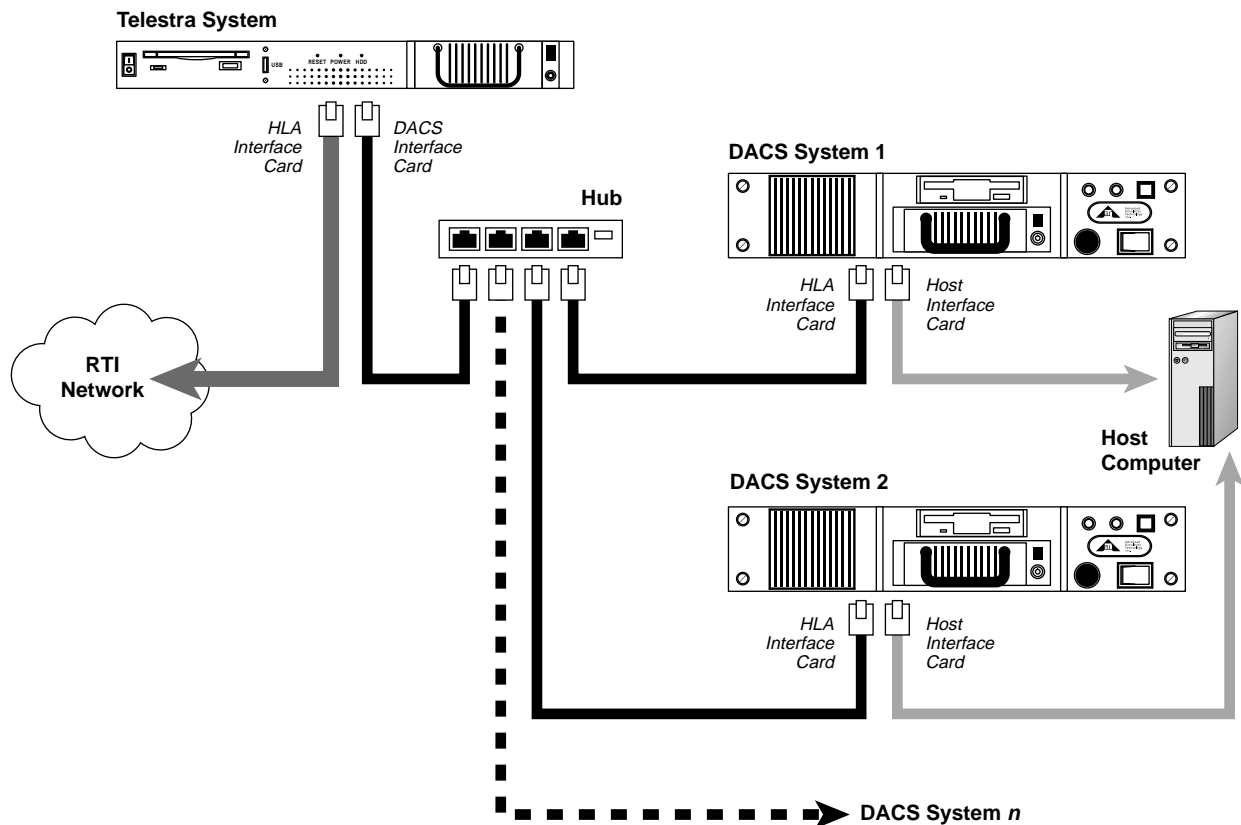 Telestra System
USB
RESET POWER HDD
HLA
Interface
Card
DACS
Interface
Card
Hub
DACS System 1
HLA
Interface
Card
Host
Interface
Card
RTI
Network
Host
Computer
DACS System 2
HLA
Interface
Card
Host
Interface
Card
DACS System n